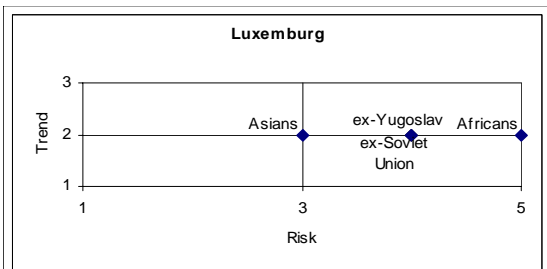 Luxemburg
3
Asians
ex-Yugoslav
Africans
Trend
2
ex-Soviet
Union
1
1
3
5
Risk